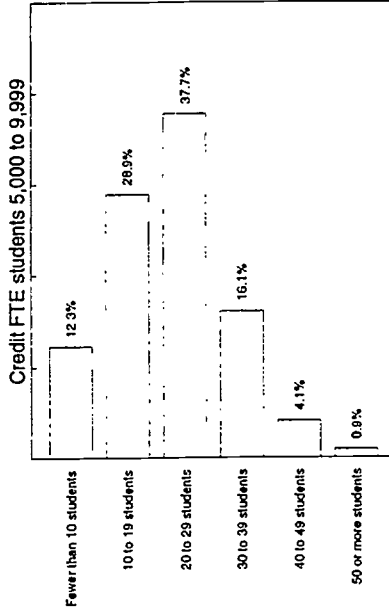 Credit FTE students 5,000 to 9,999
Fewer than 10 students
12.3%
10 to 19 students
28.9%
20 to 29 students
37.7%
30 to 39 students
16.1%
40 to 49 students
4.1%
50 or more students
0.9%